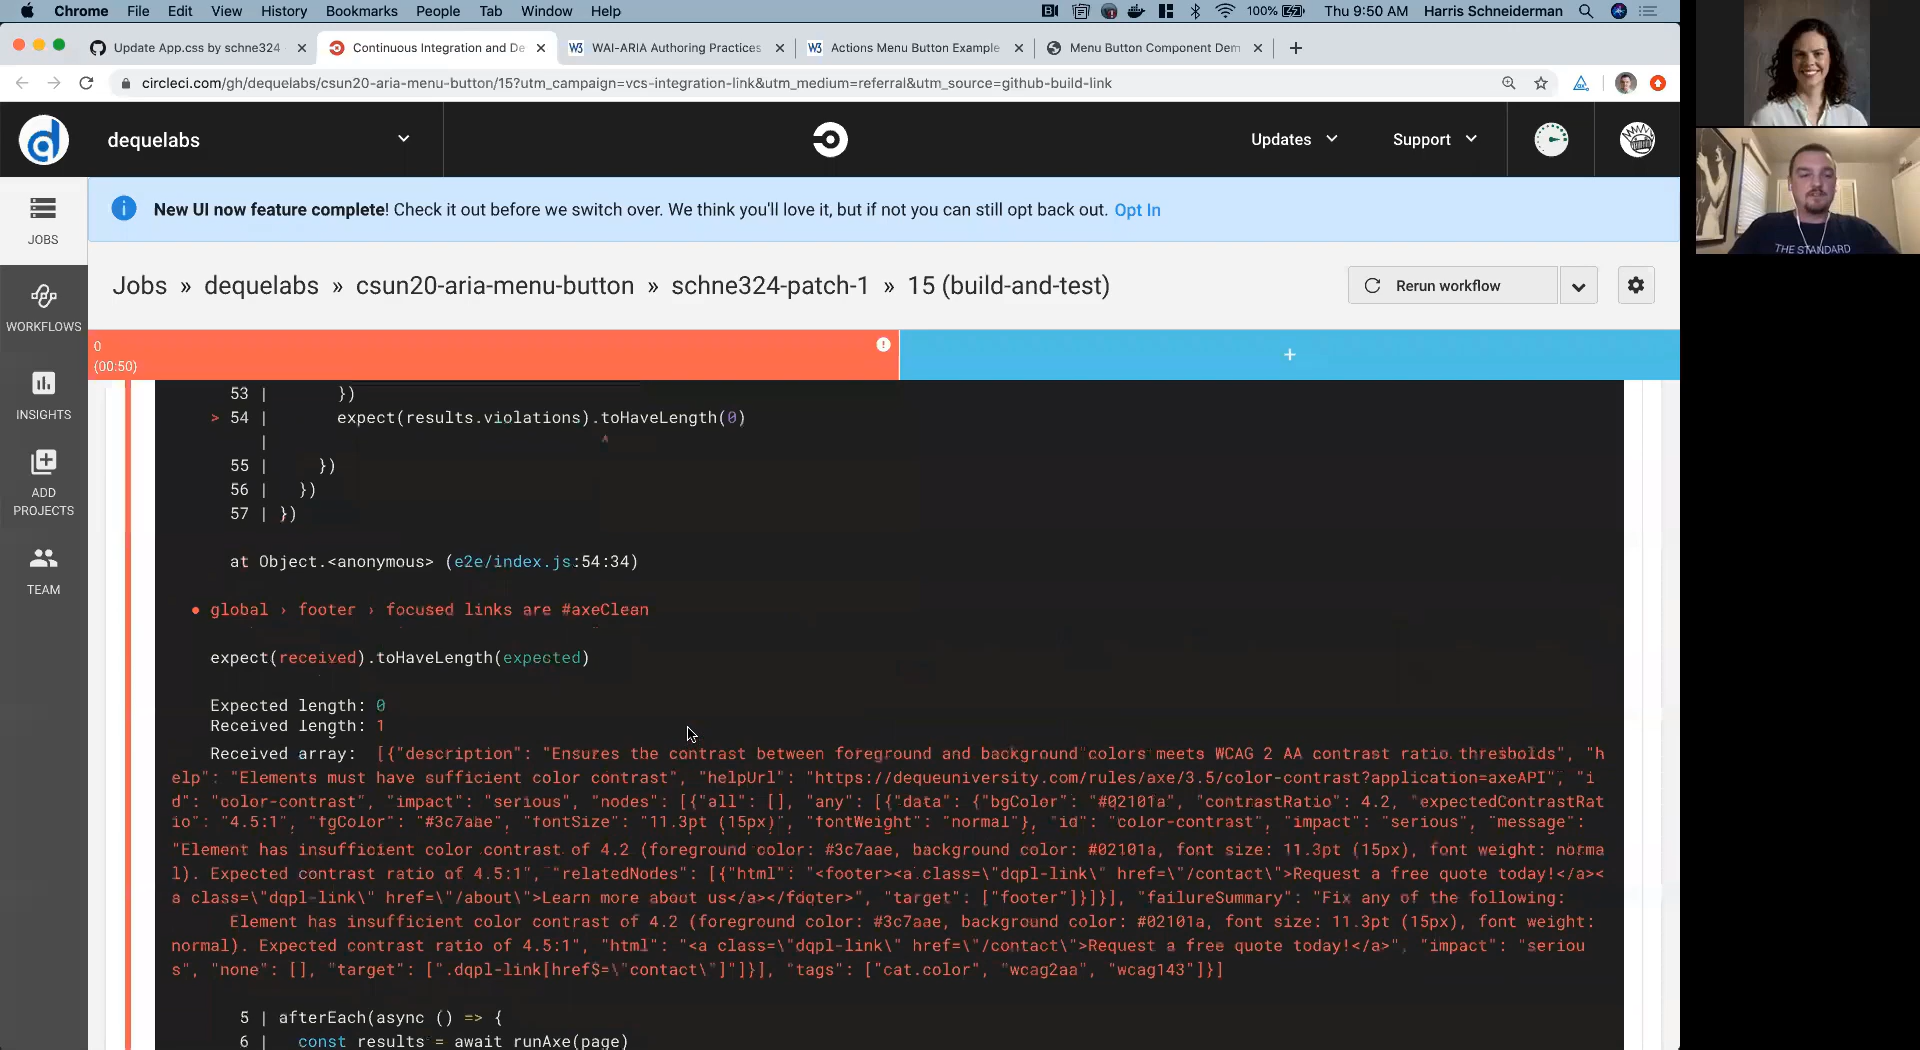 Chrome File Edit View History Bookmarks People Tab Window Help 100% Thu 9:50 AM Harris Schneiderman
Update App.css by schne324 Continuous Integration and De WAI-ARIA Authoring Practices Actions Menu Button Example Menu Button Component Dem
circleci.com/gh/dequelabs/csun20-aria-menu-button/15?utm_campaign=vcs-integration-link&utm_medium=referral&utm_source=github-build-link
dequelabs Updates Support
New UI now feature complete! Check it out before we switch over. We think you'll love it, but if not you can still opt back out. Opt In
JOBS
WORKFLOWS
INSIGHTS
ADD
PROJECTS
TEAM
Jobs » dequelabs » csun20-aria-menu-button » schne324-patch-1 » 15 (build-and-test) Rerun workflow
0
(00:50)
53 | })
> 54 | expect(results.violations).toHaveLength(0)
| ^
55 | })
56 | })
57 | })
at Object.<anonymous> (e2e/index.js:54:34)
● global › footer › focused links are #axeClean
expect(received).toHaveLength(expected)
Expected length: 0
Received length: 1
Received array: [{"description": "Ensures the contrast between foreground and background colors meets WCAG 2 AA contrast ratio thresholds", "h
elp": "Elements must have sufficient color contrast", "helpUrl": "https://dequeuniversity.com/rules/axe/3.5/color-contrast?application=axeAPI", "i
d": "color-contrast", "impact": "serious", "nodes": [{"all": [], "any": [{"data": {"bgColor": "#02101a", "contrastRatio": 4.2, "expectedContrastRat
io": "4.5:1", "fgColor": "#3c7aae", "fontSize": "11.3pt (15px)", "fontWeight": "normal"}, "id": "color-contrast", "impact": "serious", "message":
"Element has insufficient color contrast of 4.2 (foreground color: #3c7aae, background color: #02101a, font size: 11.3pt (15px), font weight: norma
l). Expected contrast ratio of 4.5:1", "relatedNodes": [{"html": "<footer><a class=\"dqpl-link\" href=\"/contact\">Request a free quote today!</a><
a class=\"dqpl-link\" href=\"/about\">Learn more about us</a></footer>", "target": ["footer"]}]}], "failureSummary": "Fix any of the following:
Element has insufficient color contrast of 4.2 (foreground color: #3c7aae, background color: #02101a, font size: 11.3pt (15px), font weight:
normal). Expected contrast ratio of 4.5:1", "html": "<a class=\"dqpl-link\" href=\"/contact\">Request a free quote today!</a>", "impact": "seriou
s", "none": [], "target": [".dqpl-link[href$=\"contact\"]"]}], "tags": ["cat.color", "wcag2aa", "wcag143"]}]
5 | afterEach(async () => {
6 | const results = await runAxe(page)
THE STANDARD